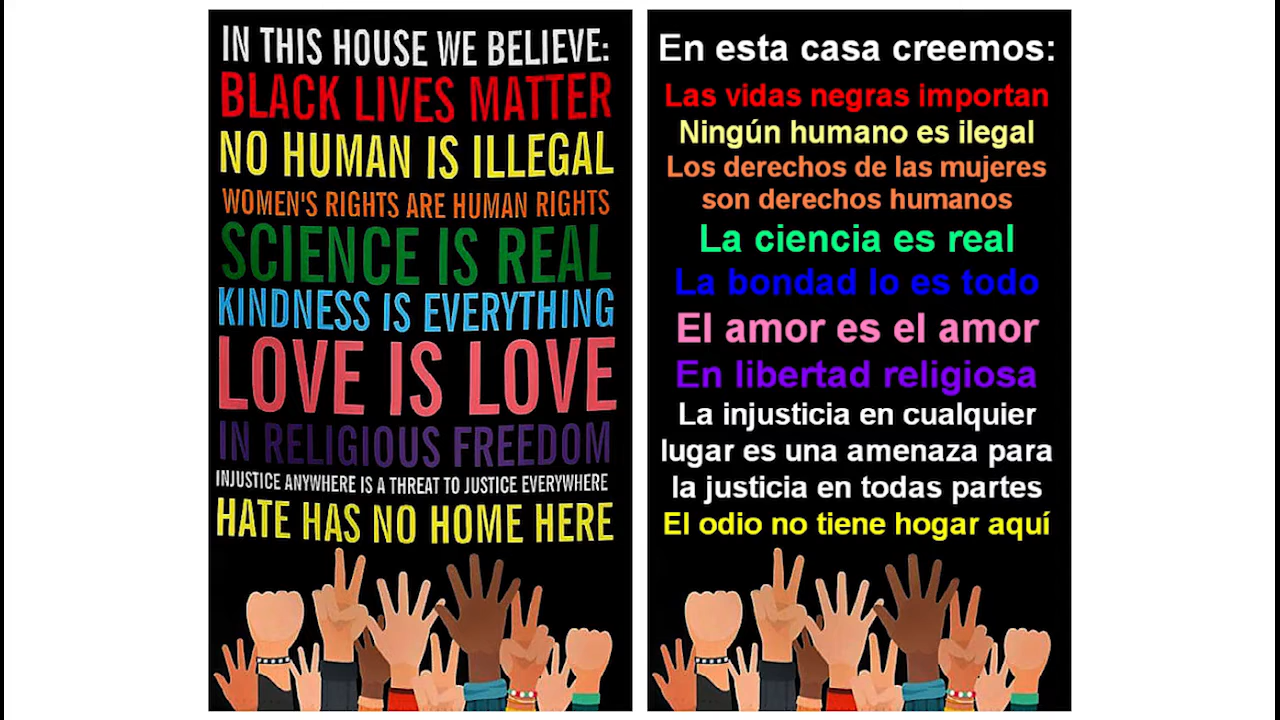 IN THIS HOUSE WE BELIEVE:
BLACK LIVES MATTER
NO HUMAN IS ILLEGAL
WOMEN'S RIGHTS ARE HUMAN RIGHTS
SCIENCE IS REAL
KINDNESS IS EVERYTHING
LOVE IS LOVE
IN RELIGIOUS FREEDOM
INJUSTICE ANYWHERE IS A THREAT TO JUSTICE EVERYWHERE
HATE HAS NO HOME HERE
En esta casa creemos:
Las vidas negras importan
Ningún humano es ilegal
Los derechos de las mujeres
son derechos humanos
La ciencia es real
La bondad lo es todo
El amor es el amor
En libertad religiosa
La injusticia en cualquier
lugar es una amenaza para
la justicia en todas partes
El odio no tiene hogar aquí